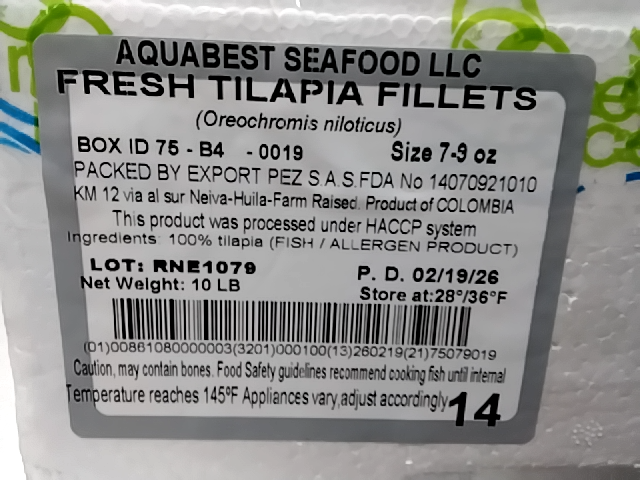 AQUABEST SEAFOOD LLC
FRESH TILAPIA FILLETS
(Oreochromis niloticus)
BOX ID 75 - B4 - 0019 Size 7-9 oz
PACKED BY EXPORT PEZ S.A.S. FDA No 14070921010
KM 12 via al sur Neiva-Huila-Farm Raised. Product of COLOMBIA
This product was processed under HACCP system
Ingredients: 100% tilapia (FISH / ALLERGEN PRODUCT)
LOT: RNE1079 P. D. 02/19/26
Net Weight: 10 LB Store at:28°/36°F
(01)00861080000003(3201)000100(13)260219(21)75079019
Caution, may contain bones. Food Safety guidelines recommend cooking fish until internal
Temperature reaches 145ºF Appliances vary,adjust accordingly 14